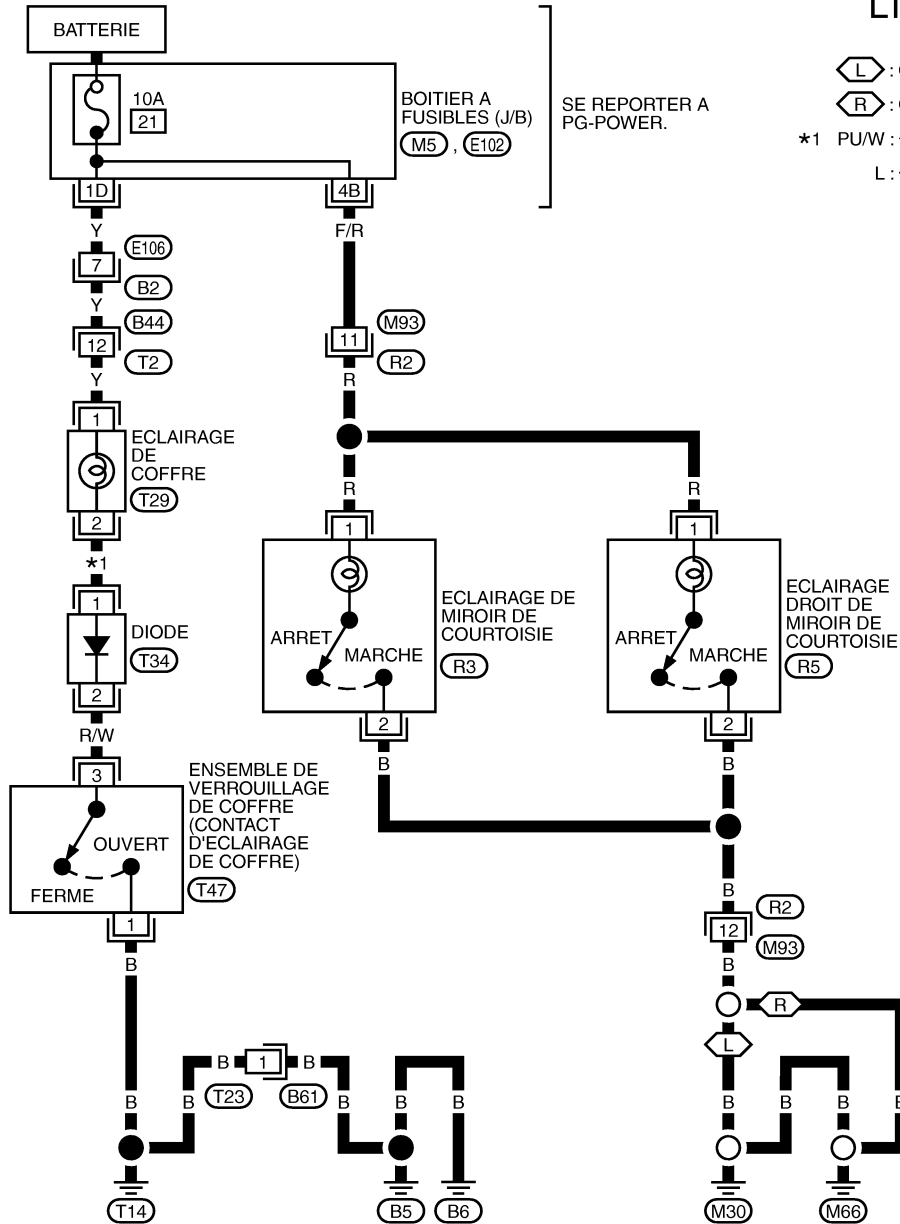 LI
BATTERIE
10A
21
BOITIER A
FUSIBLES (J/B)
M5 , E102
SE REPORTER A
PG-POWER.
L :
R :
*1 PU/W :
L :
1D
4B
Y
F/R
E106
7
B2
Y
B44
12
T2
Y
M93
11
R2
R
1
ECLAIRAGE
DE
COFFRE
T29
2
*1
R
R
1
1
ARRET
MARCHE
ECLAIRAGE DE
MIROIR DE
COURTOISIE
R3
2
B
ARRET
MARCHE
ECLAIRAGE
DROIT DE
MIROIR DE
COURTOISIE
R5
2
B
1
DIODE
T34
2
R/W
3
OUVERT
FERME
ENSEMBLE DE
VERROUILLAGE
DE COFFRE
(CONTACT
D'ECLAIRAGE
DE COFFRE)
T47
1
B
B
R2
12
M93
B
R
L
B
1
B
T23
B61
B
B
B
B
B
B
B
B
T14
B5
B6
M30
M66